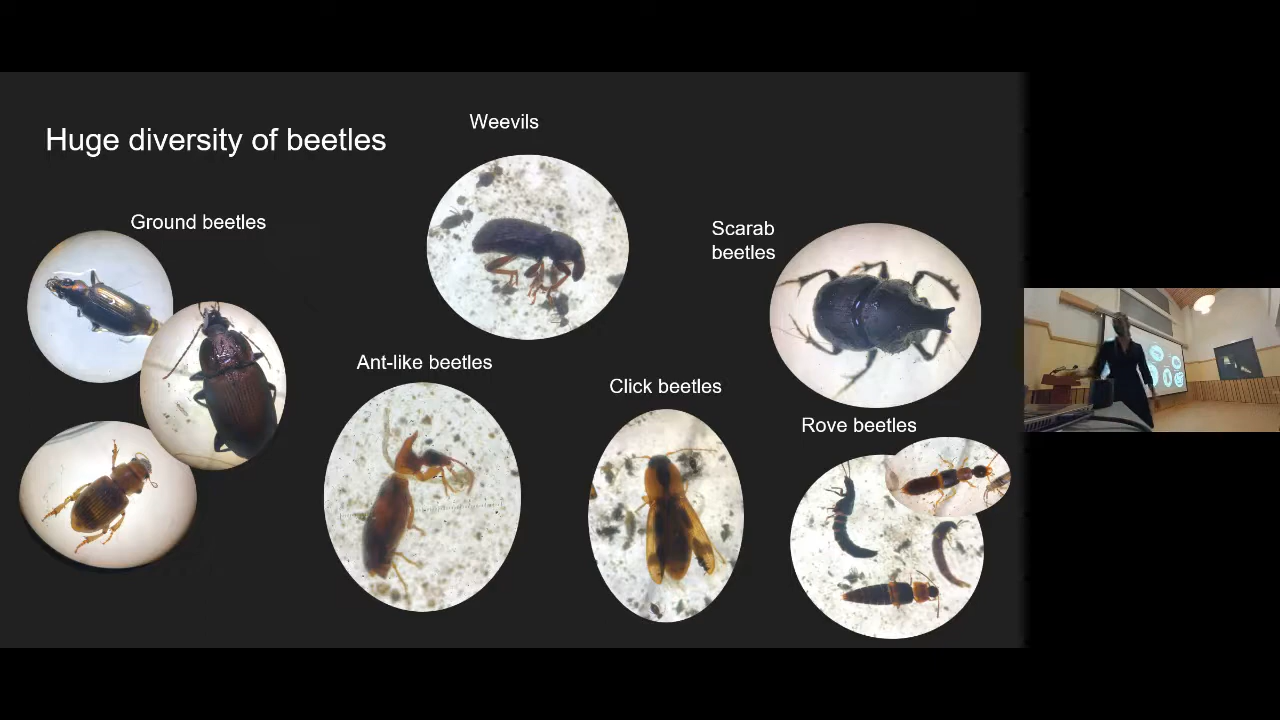 Huge diversity of beetles
Weevils
Ground beetles
Scarab
beetles
Ant-like beetles
Click beetles
Rove beetles